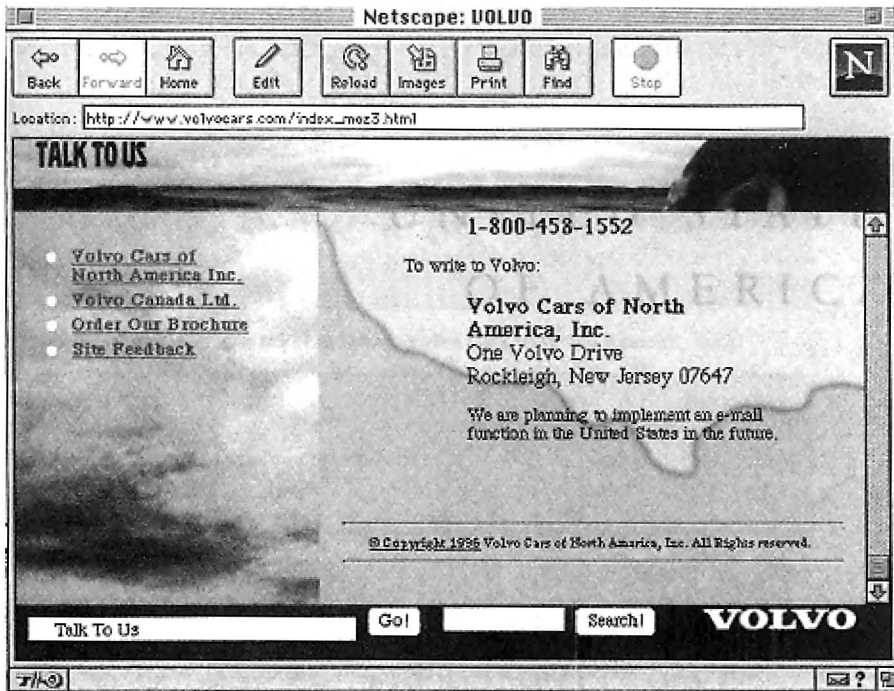 Netscape: VOLVO
Back Forward Home Edit Reload Images Print Find Stop
N
Location: http://www.volvocars.com/index_moz3.html
TALK TO US
UNITED STATES
1-800-458-1552
Volvo Cars of
North America Inc.
Volvo Canada Ltd.
Order Our Brochure
Site Feedback
To write to Volvo:
OF AMERICA
Volvo Cars of North
America, Inc.
One Volvo Drive
Rockleigh, New Jersey 07647
We are planning to implement an e-mail
function in the United States in the future.
© Copyright 1996 Volvo Cars of North America, Inc. All Rights reserved.
Talk To Us Go! Search! VOLVO
?